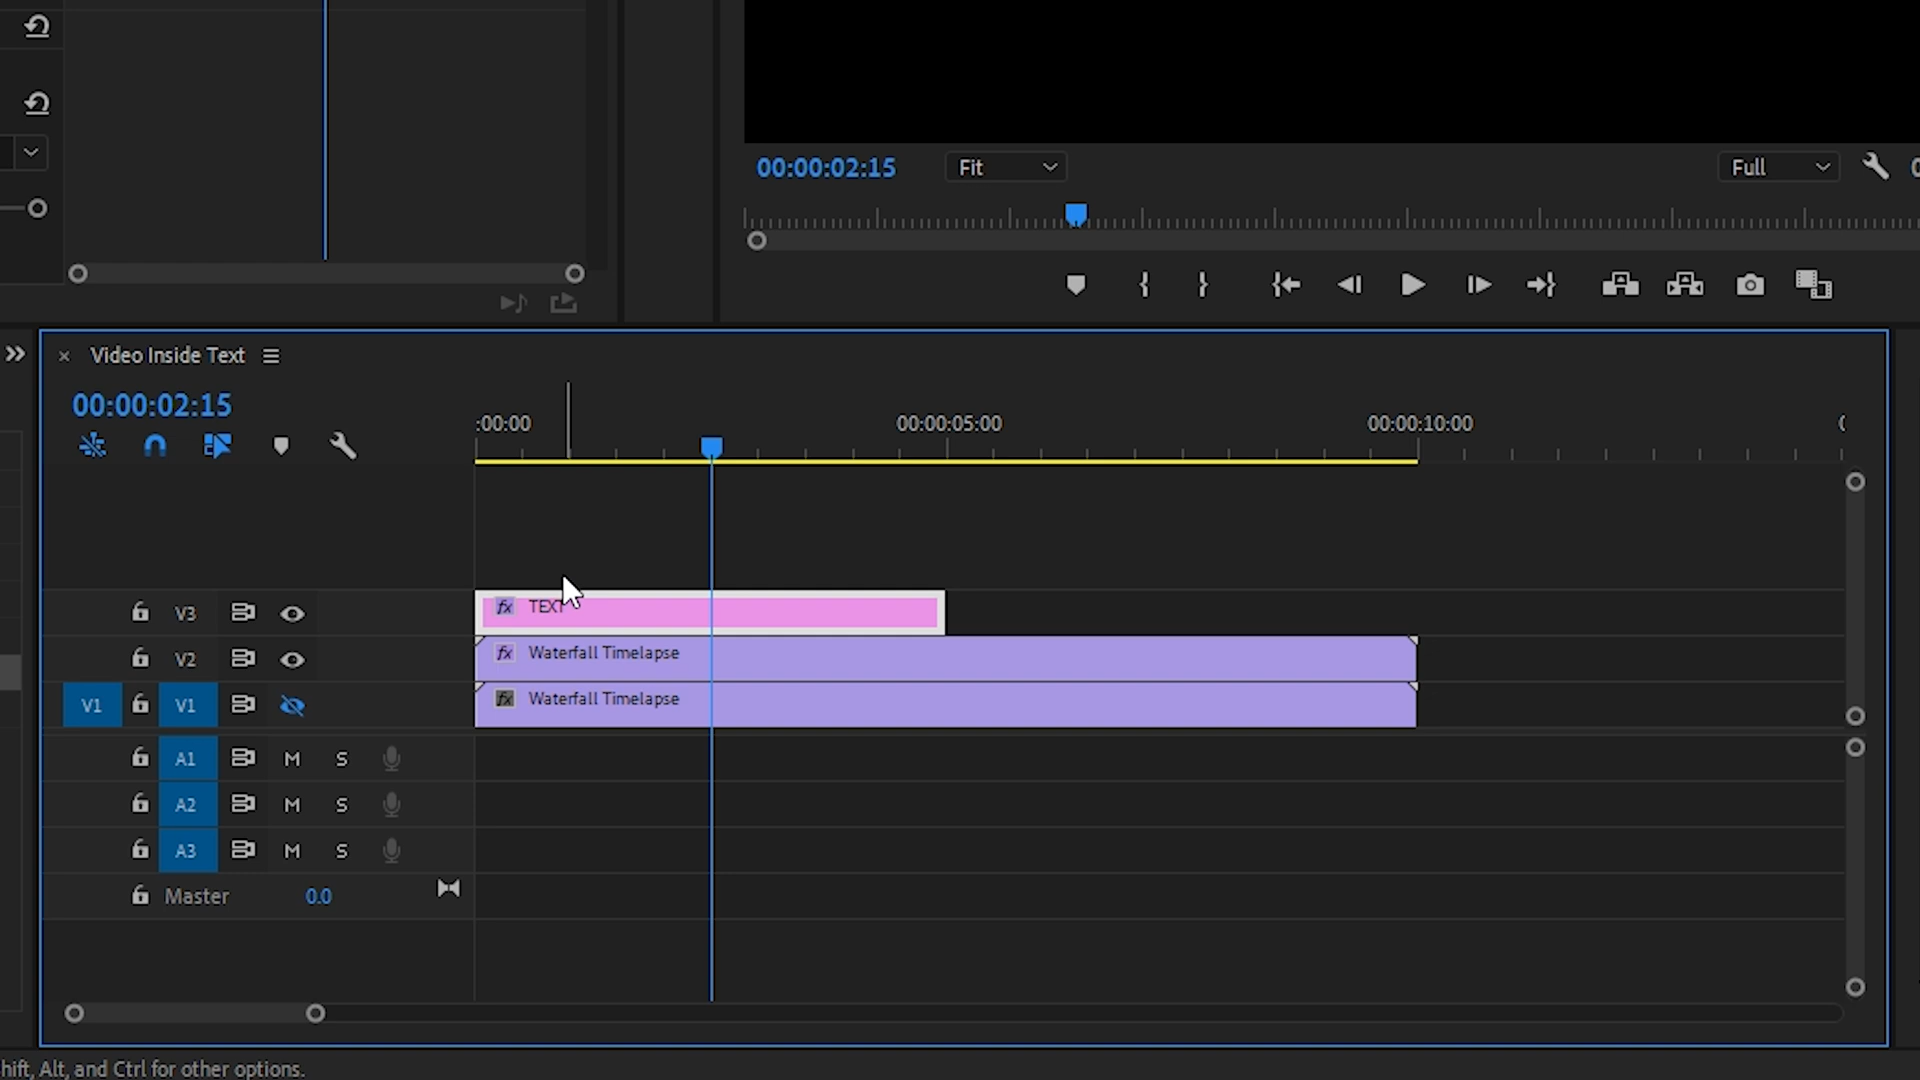 00:00:02:15 Fit Full
Video Inside Text
00:00:02:15
:00:00 00:00:05:00 00:00:10:00
V3 fx TEXT
V2 fx Waterfall Timelapse
V1 V1 fx Waterfall Timelapse
A1 M S
A2 M S
A3 M S
Master 0.0
hift, Alt, and Ctrl for other options.